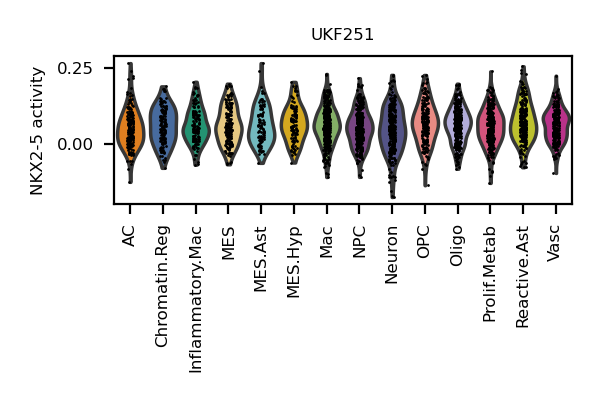 UKF251
NKX2-5 activity
0.25
0.00
AC
Chromatin.Reg
Inflammatory.Mac
MES
MES.Ast
MES.Hyp
Mac
NPC
Neuron
OPC
Oligo
Prolif.Metab
Reactive.Ast
Vasc